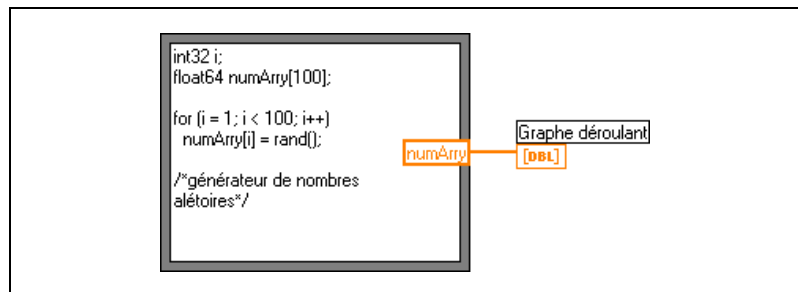 int32 i;
float64 numArry[100];
for (i = 1; i < 100; i++)
numArry[i] = rand();
numArry
Graphe déroulant
[DBL]
/*générateur de nombres
alétoires*/